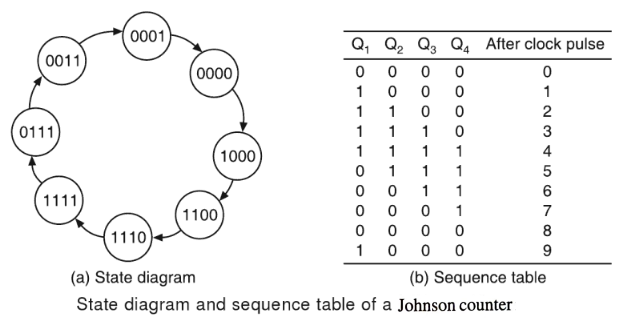 0001
0000
1000
1100
1110
1111
0111
0011
(a) State diagram
Q1 Q2 Q3 Q4 After clock pulse
0 0 0 0 0
1 0 0 0 1
1 1 0 0 2
1 1 1 0 3
1 1 1 1 4
0 1 1 1 5
0 0 1 1 6
0 0 0 1 7
0 0 0 0 8
1 0 0 0 9
(b) Sequence table
State diagram and sequence table of a Johnson counter